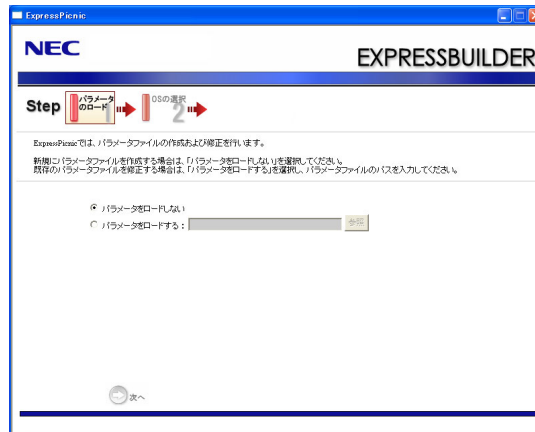 ExpressPicnic
NEC
EXPRESSBUILDER
Step パラメータのロード OSの選択 2
ExpressPicnicでは、パラメータファイルの作成および修正を行います。
新規にパラメータファイルを作成する場合は、「パラメータをロードしない」を選択してください。
既存のパラメータファイルを修正する場合は、「パラメータをロードする」を選択し、パラメータファイルのパスを入力してください。
パラメータをロードしない
パラメータをロードする： 参照
次へ